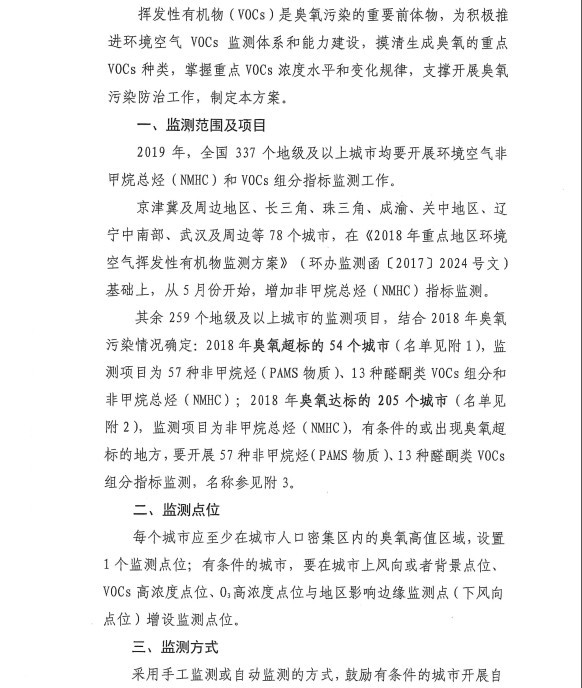 挥发性有机物（VOCs）是臭氧污染的重要前体物，为积极推
进环境空气 VOCs 监测体系和能力建设，摸清生成臭氧的重点
VOCs 种类，掌握重点 VOCs 浓度水平和变化规律，支撑开展臭氧
污染防治工作，制定本方案。
一、监测范围及项目
2019 年，全国 337 个地级及以上城市均要开展环境空气非
甲烷总烃（NMHC）和 VOCs 组分指标监测工作。
京津冀及周边地区、长三角、珠三角、成渝、关中地区、辽
宁中南部、武汉及周边等 78 个城市，在《2018 年重点地区环境
空气挥发性有机物监测方案》（环办监测函〔2017〕2024 号文）
基础上，从 5 月份开始，增加非甲烷总烃（NMHC）指标监测。
其余 259 个地级及以上城市的监测项目，结合 2018 年臭氧
污染情况确定：2018 年臭氧超标的 54 个城市（名单见附 1），监
测项目为 57 种非甲烷烃（PAMS 物质）、13 种醛酮类 VOCs 组分和
非甲烷总烃（NMHC）；2018 年臭氧达标的 205 个城市（名单见
附 2），监测项目为非甲烷总烃（NMHC），有条件的或出现臭氧超
标的地方，要开展 57 种非甲烷烃（PAMS 物质）、13 种醛酮类 VOCs
组分指标监测，名称参见附 3。
二、监测点位
每个城市应至少在城市人口密集区内的臭氧高值区域，设置
1 个监测点位；有条件的城市，要在城市上风向或者背景点位、
VOCs 高浓度点位、O₃高浓度点位与地区影响边缘监测点（下风向
点位）增设监测点位。
三、监测方式
采用手工监测或自动监测的方式，鼓励有条件的城市开展自